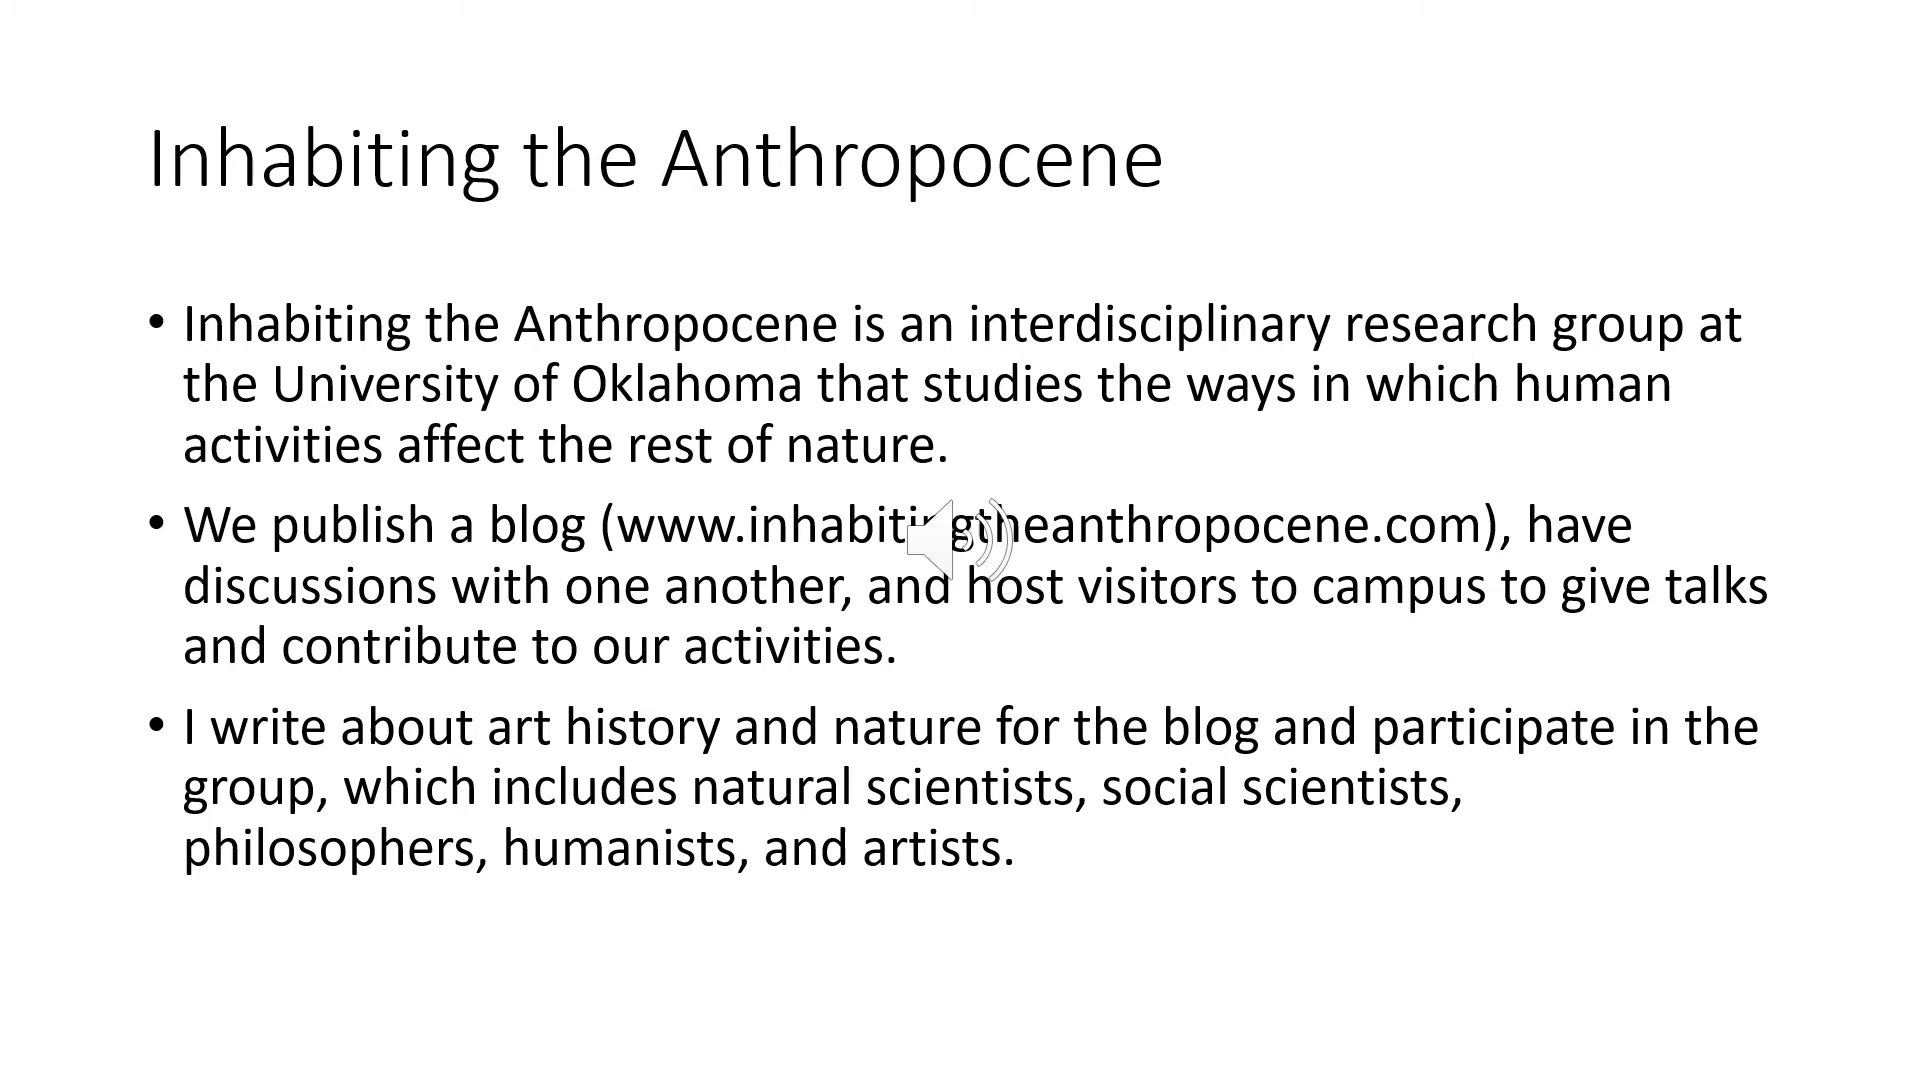 Inhabiting the Anthropocene
• Inhabiting the Anthropocene is an interdisciplinary research group at
the University of Oklahoma that studies the ways in which human
activities affect the rest of nature.
• We publish a blog (www.inhabitingtheanthropocene.com), have
discussions with one another, and host visitors to campus to give talks
and contribute to our activities.
• I write about art history and nature for the blog and participate in the
group, which includes natural scientists, social scientists,
philosophers, humanists, and artists.